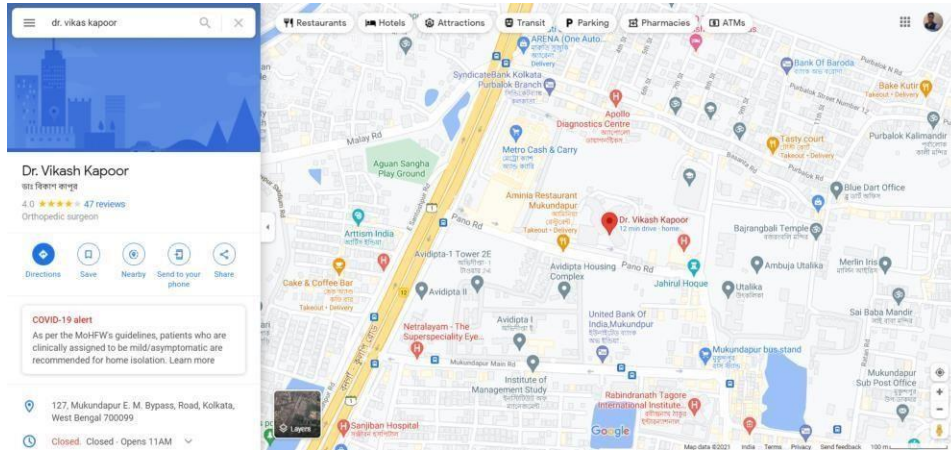 dr. vikas kapoor
Dr. Vikash Kapoor
ডাঃ বিকাশ কাপুর
4.0
47 reviews
Orthopedic surgeon
Directions
Save
Nearby
Send to your
phone
Share
COVID-19 alert
As per the MoHFW's guidelines, patients who are
clinically assigned to be mild/asymptomatic are
recommended for home isolation. Learn more
127, Mukundapur E. M. Bypass, Road, Kolkata,
West Bengal 700099
Closed. Closed · Opens 11AM
Restaurants
Hotels
Attractions
Transit
Parking
Pharmacies
ATMs
ARENA (One Auto...
Delivery
SyndicateBank Kolkata
Purbalok Branch
Malay Rd
Aguan Sangha
Play Ground
Apollo
Diagnostics Centre
Metro Cash & Carry
মেট্রো ক্যাশ
Bank Of Baroda
Purbalok N Rd
Purbalok Street Number 12
Bake Kutir
Takeout • Delivery
Tasty court
Takeout • Delivery
Purbalok Kalimandir
Basanta Rd
Blue Dart Office
Bajrangbali Temple
Aminia Restaurant
Mukundapur
Takeout • Delivery
Dr. Vikash Kapoor
12 min drive · home
Pano Rd
Arttism India
Avidipta-1 Tower 2E
Avidipta Housing
Complex
Pano Rd
Jahirul Hoque
Ambuja Utalika
Merlin Iris
Utalika
Cake & Coffee Bar
Takeout • Delivery
12
Avidipta II
Avidipta I
United Bank Of
India,Mukundpur
Sai Baba Mandir
Netralayam - The
Superspeciality Eye...
Mukundapur Main Rd
Mukundapur bus stand
Institute of
Management Study
Mukundapur
Sub Post Office
Rabindranath Tagore
International Institute...
Sanjiban Hospital
Layers
Google
Map data ©2021
India
Terms
Privacy
Send feedback
100 m